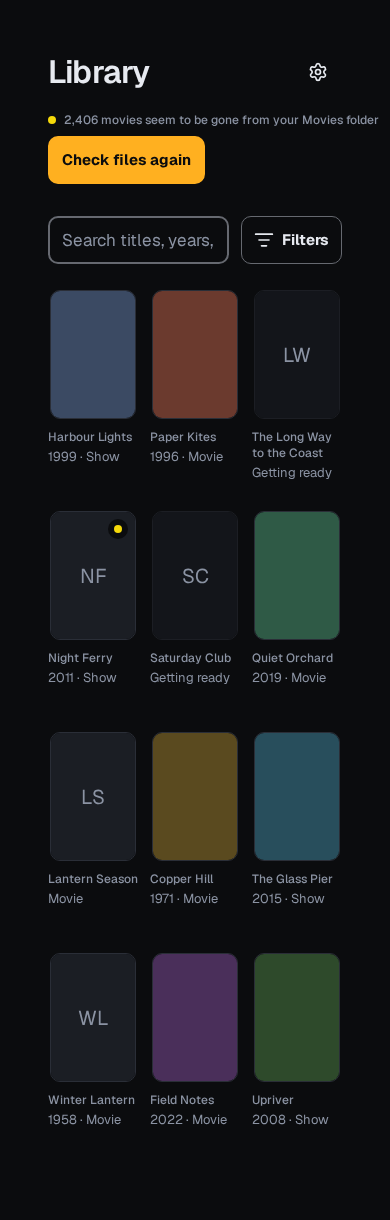 Library
2,406 movies seem to be gone from your Movies folder
Check files again
Search titles, years,
Filters
LW
Harbour Lights
1999 · Show
Paper Kites
1996 · Movie
The Long Way
to the Coast
Getting ready
NF
SC
Night Ferry
2011 · Show
Saturday Club
Getting ready
Quiet Orchard
2019 · Movie
LS
Lantern Season
Movie
Copper Hill
1971 · Movie
The Glass Pier
2015 · Show
WL
Winter Lantern
1958 · Movie
Field Notes
2022 · Movie
Upriver
2008 · Show